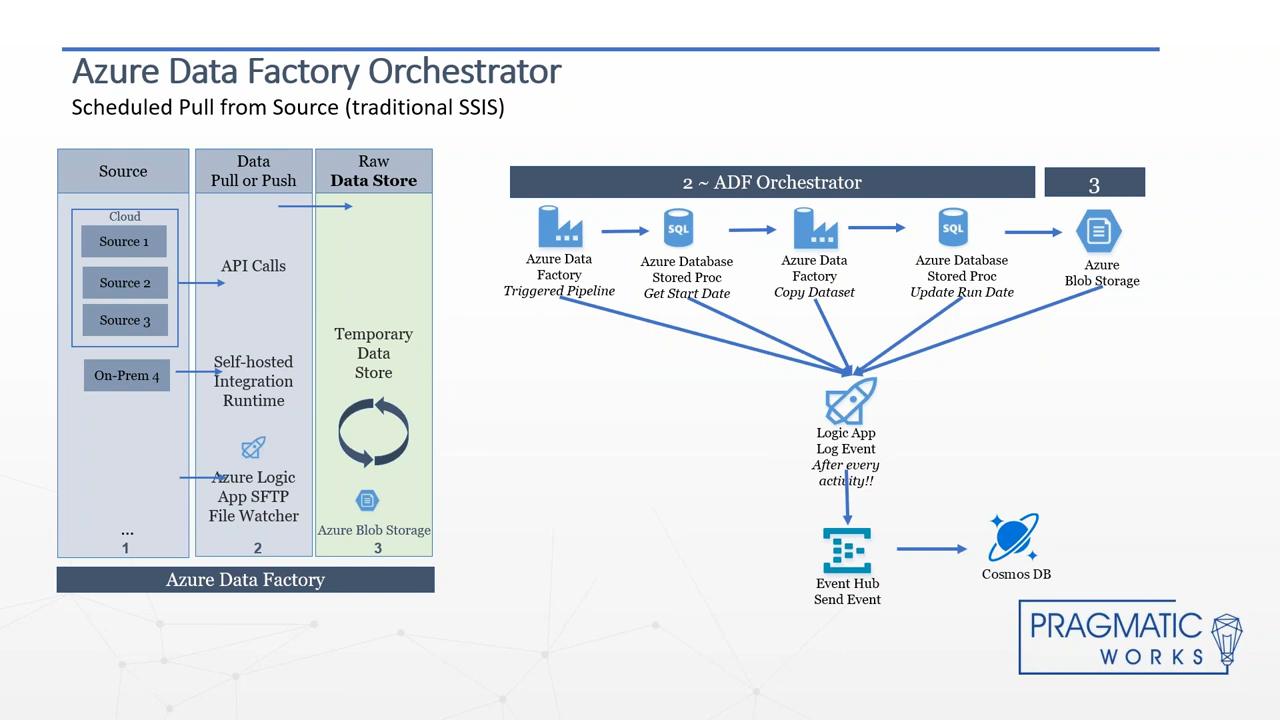 Azure Data Factory Orchestrator
Scheduled Pull from Source (traditional SSIS)
Source
Data
Pull or Push
Raw
Data Store
Cloud
Source 1
Source 2
Source 3
On-Prem 4
...
1
API Calls
Self-hosted
Integration
Runtime
Azure Logic
App SFTP
File Watcher
2
Temporary
Data
Store
Azure Blob Storage
3
Azure Data Factory
2 ~ ADF Orchestrator
3
Azure Data
Factory
Triggered Pipeline
SQL
Azure Database
Stored Proc
Get Start Date
Azure Data
Factory
Copy Dataset
SQL
Azure Database
Stored Proc
Update Run Date
Azure
Blob Storage
Logic App
Log Event
After every
activity!!
Event Hub
Send Event
Cosmos DB
PRAGMATIC
WORKS